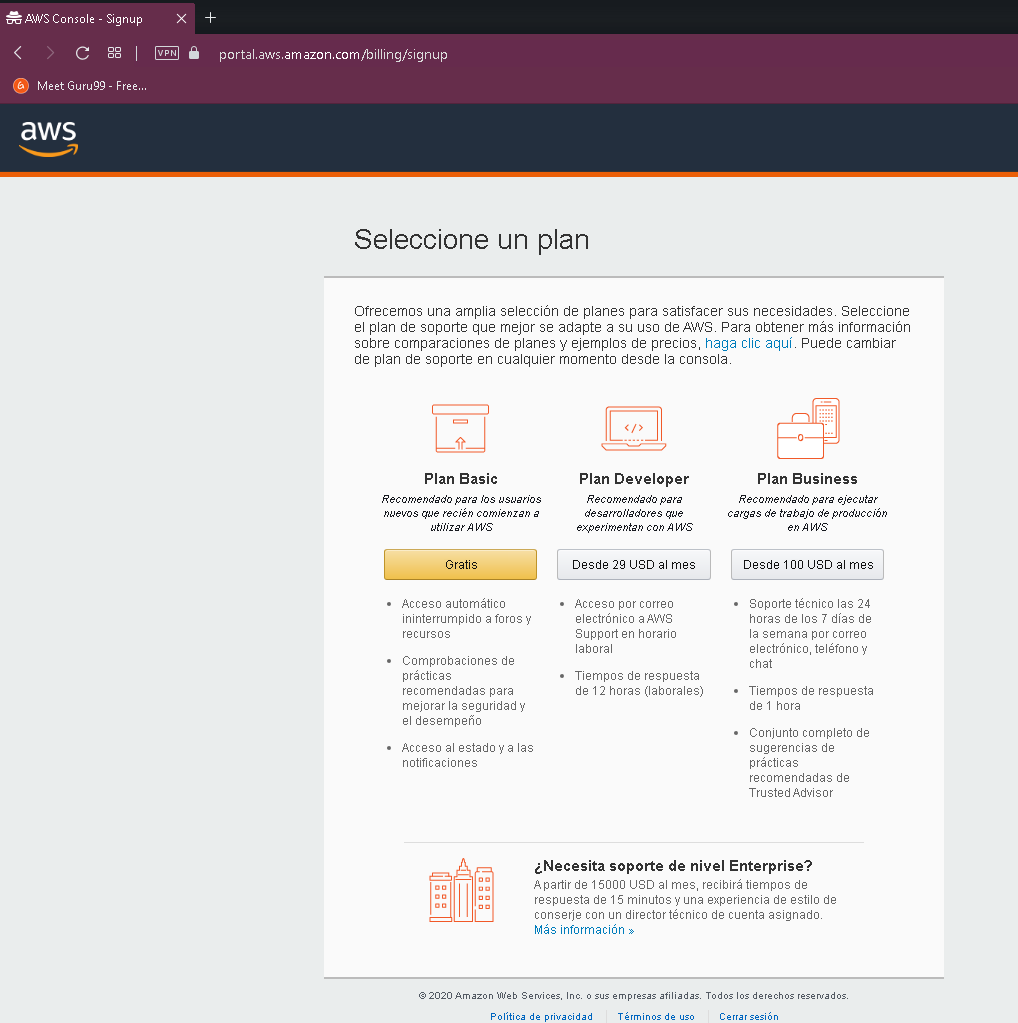 AWS Console - Signup
VPN
portal.aws.amazon.com/billing/signup
G
Meet Guru99 - Free...
aws
Seleccione un plan
Ofrecemos una amplia selección de planes para satisfacer sus necesidades. Seleccione
el plan de soporte que mejor se adapte a su uso de AWS. Para obtener más información
sobre comparaciones de planes y ejemplos de precios, haga clic aquí. Puede cambiar
de plan de soporte en cualquier momento desde la consola.
Plan Basic
Recomendado para los usuarios
nuevos que recién comienzan a
utilizar AWS
Gratis
• Acceso automático
ininterrumpido a foros y
recursos
• Comprobaciones de
prácticas
recomendadas para
mejorar la seguridad y
el desempeño
• Acceso al estado y a las
notificaciones
</>
Plan Developer
Recomendado para
desarrolladores que
experimentan con AWS
Desde 29 USD al mes
• Acceso por correo
electrónico a AWS
Support en horario
laboral
• Tiempos de respuesta
de 12 horas (laborales)
Plan Business
Recomendado para ejecutar
cargas de trabajo de producción
en AWS
Desde 100 USD al mes
• Soporte técnico las 24
horas de los 7 días de
la semana por correo
electrónico, teléfono y
chat
• Tiempos de respuesta
de 1 hora
• Conjunto completo de
sugerencias de
prácticas
recomendadas de
Trusted Advisor
¿Necesita soporte de nivel Enterprise?
A partir de 15000 USD al mes, recibirá tiempos de
respuesta de 15 minutos y una experiencia de estilo de
conserje con un director técnico de cuenta asignado.
Más información »
© 2020 Amazon Web Services, Inc. o sus empresas afiliadas. Todos los derechos reservados.
Política de privacidad | Términos de uso | Cerrar sesión